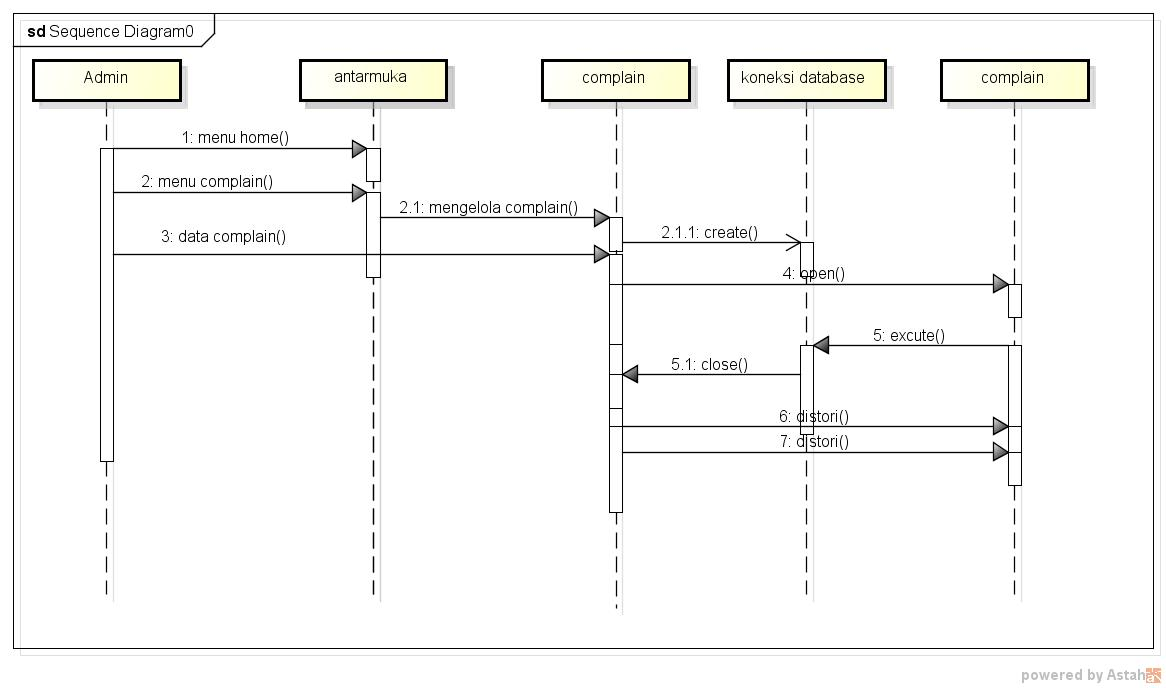 sd Sequence Diagram0
Admin
antarmuka
complain
koneksi database
complain
1: menu home()
2: menu complain()
2.1: mengelola complain()
3: data complain()
2.1.1: create()
4: open()
5: excute()
5.1: close()
6: distori()
7: distori()
powered by Astah